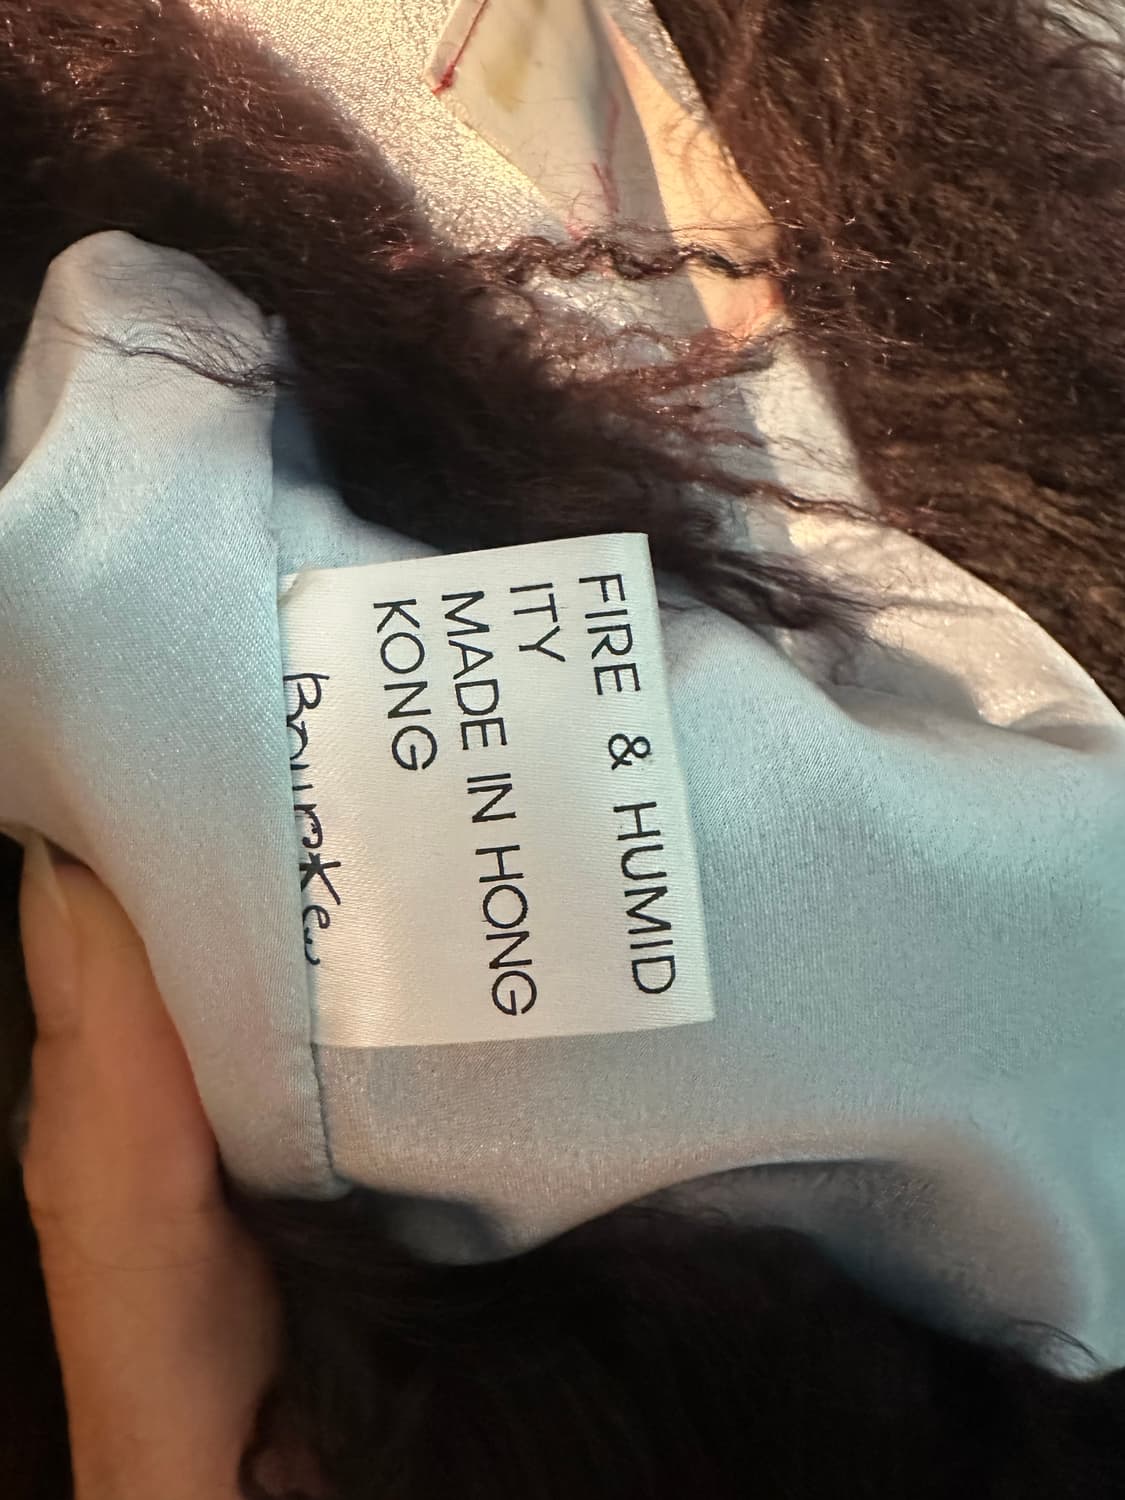 FIRE & HUMID
ITY
MADE IN HONG
KONG